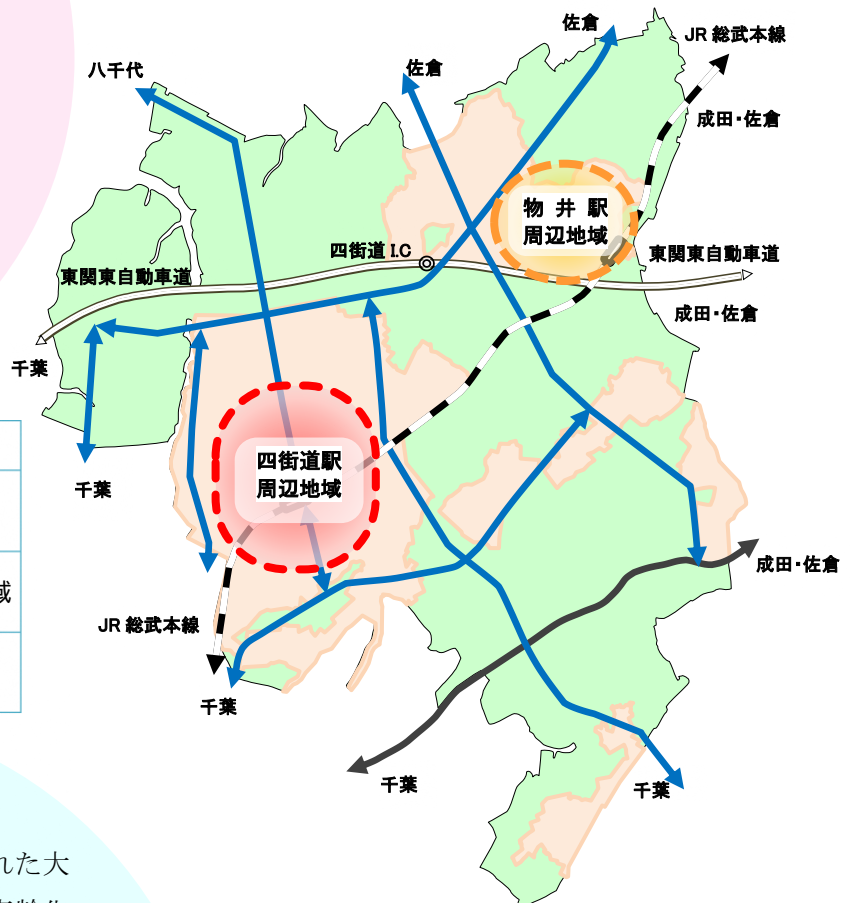 佐倉
JR 総武本線
八千代
佐倉
成田・佐倉
物井駅
周辺地域
四街道 I.C
東関東自動車道
東関東自動車道
成田・佐倉
千葉
四街道駅
周辺地域
千葉
成田・佐倉
域
JR 総武本線
千葉
千葉
千葉
れた大